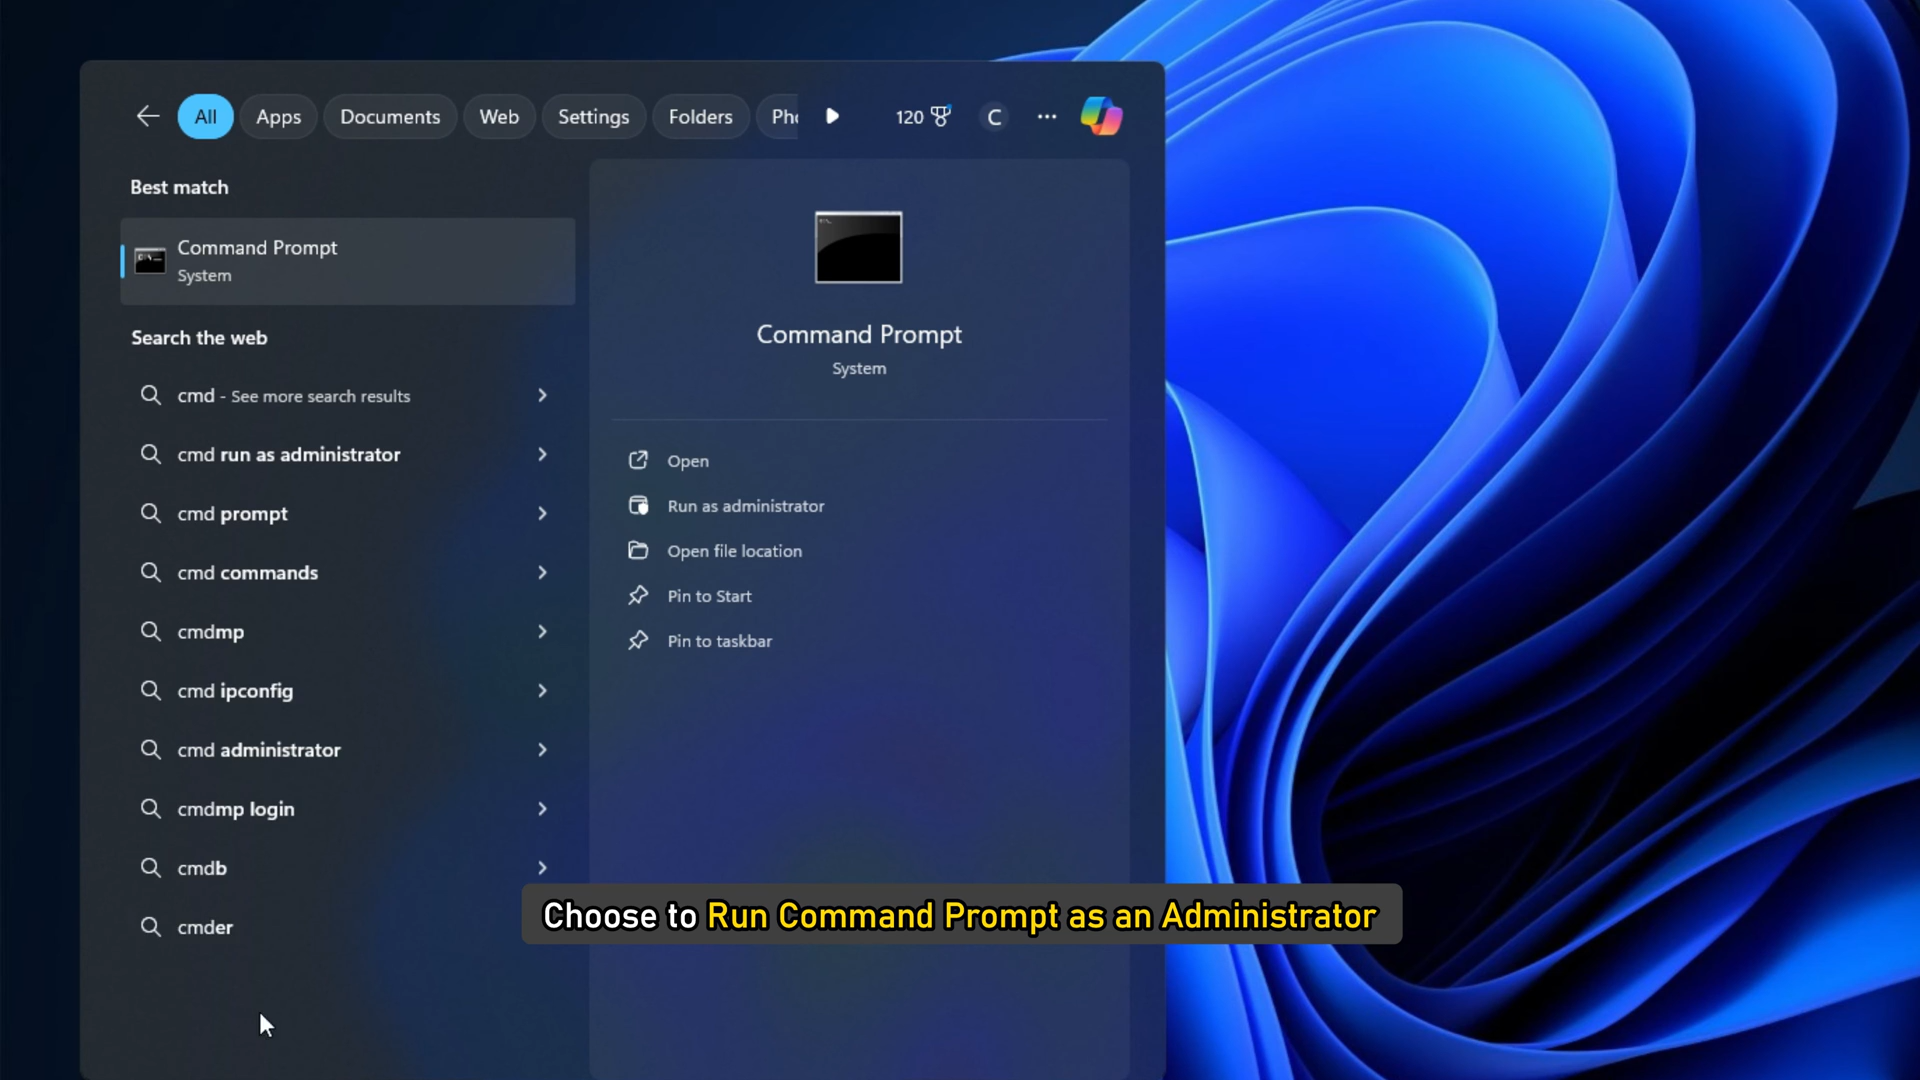 All Apps Documents Web Settings Folders Pho 120 C
Best match
Command Prompt
System
Search the web
cmd - See more search results
cmd run as administrator
cmd prompt
cmd commands
cmdmp
cmd ipconfig
cmd administrator
cmdmp login
cmdb
cmder
Command Prompt
System
Open
Run as administrator
Open file location
Pin to Start
Pin to taskbar
Choose to Run Command Prompt as an Administrator